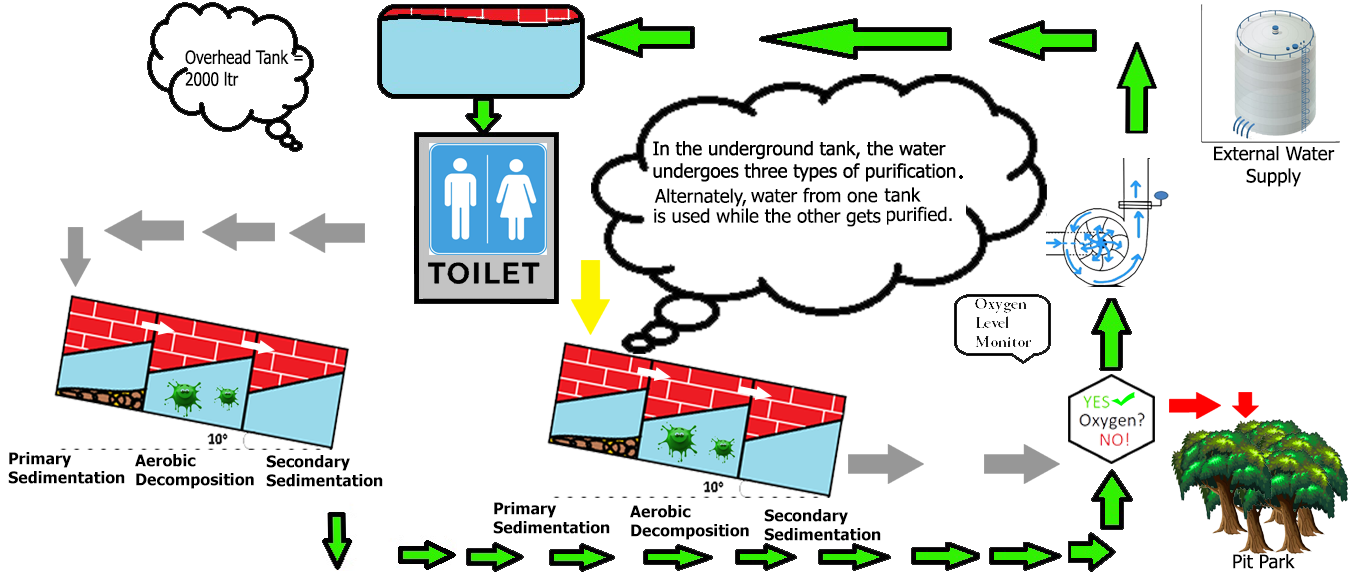 Overhead Tank =
2000 ltr
External Water
Supply
In the underground tank, the water
undergoes three types of purification.
Alternately, water from one tank
is used while the other gets purified.
TOILET
Oxygen
Level
Monitor
YES
Oxygen?
NO!
10°
Primary
Sedimentation
Aerobic
Decomposition
Secondary
Sedimentation
10°
Primary
Sedimentation
Aerobic
Decomposition
Secondary
Sedimentation
Pit Park